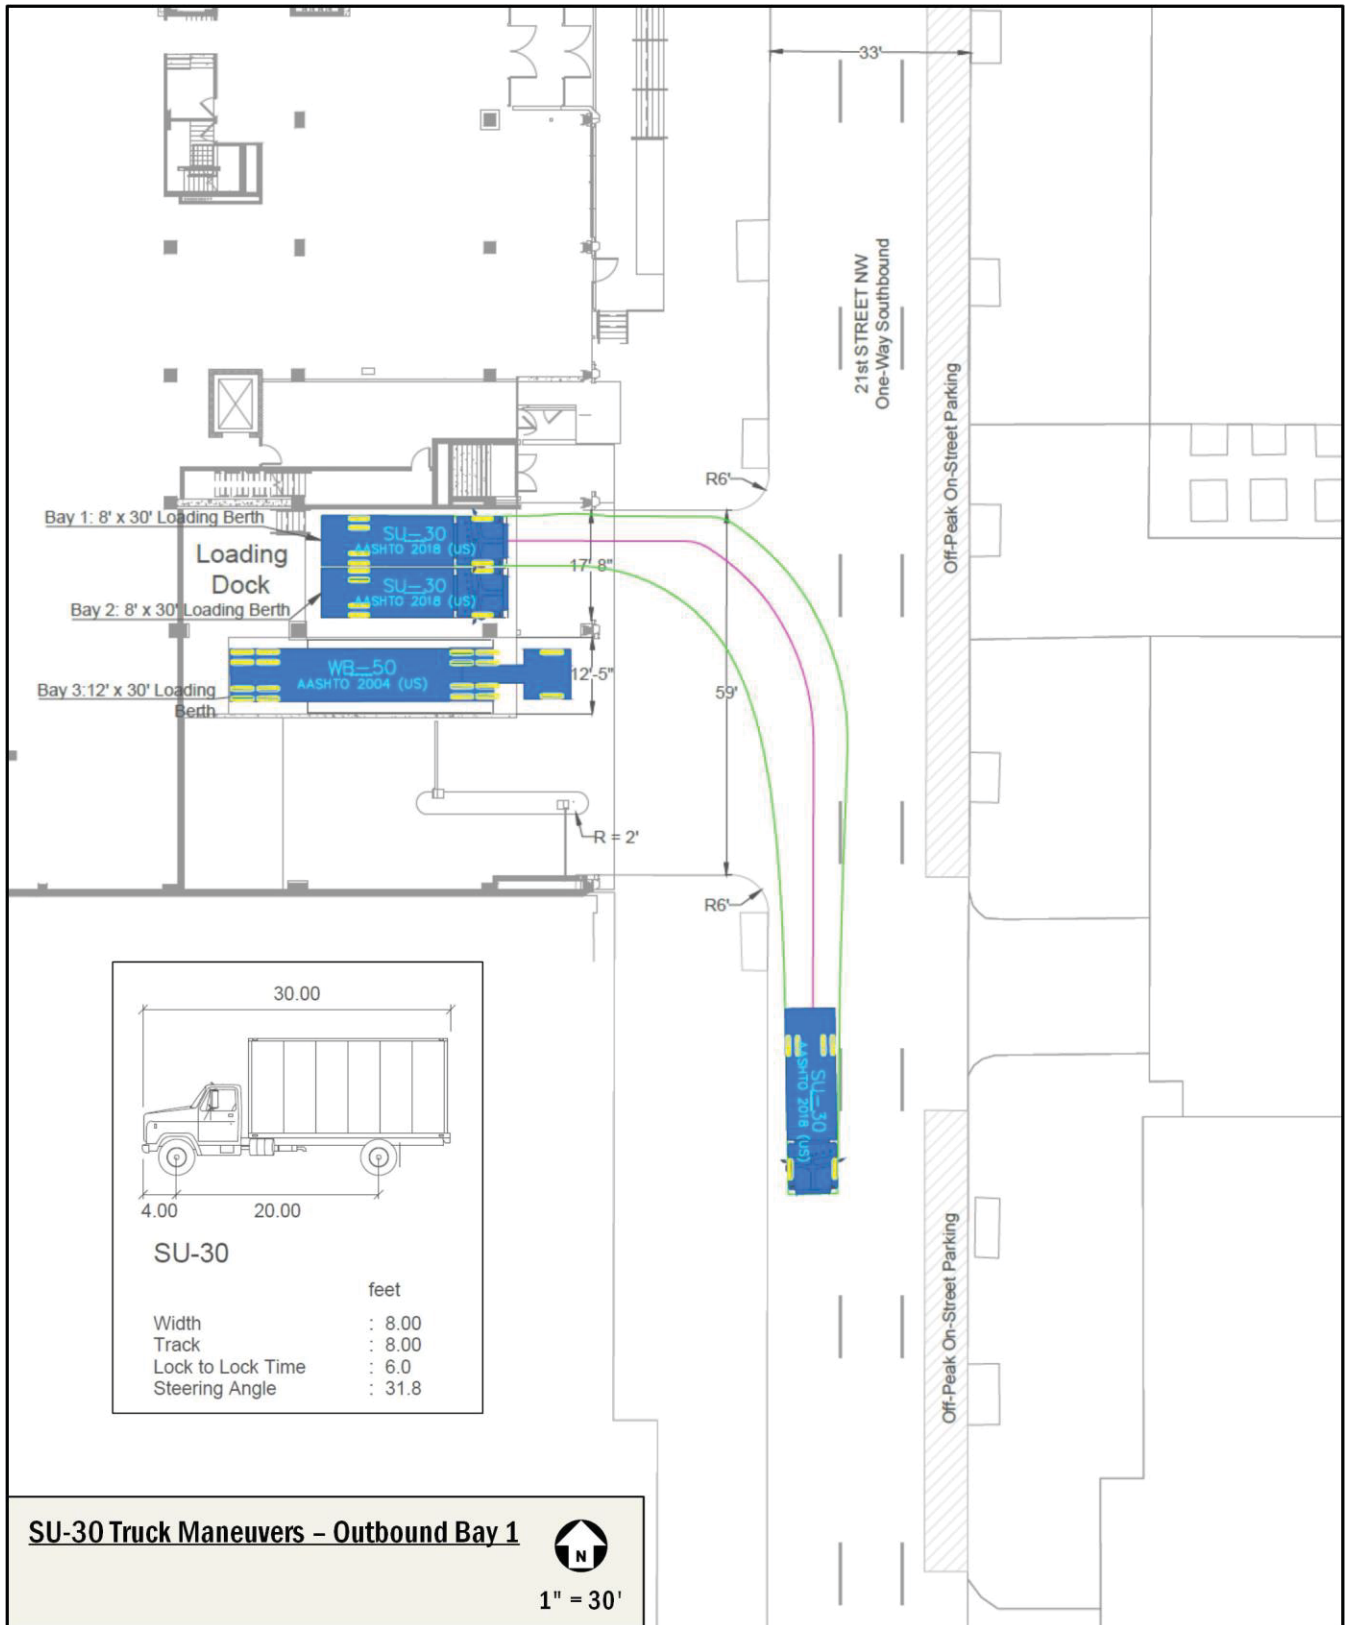 33'
21st STREET NW
One-Way Southbound
Off-Peak On-Street Parking
R6'
Bay 1: 8' x 30' Loading Berth
SU-30
AASHTO 2018 (US)
Loading
Dock
17'-8"
SU-30
AASHTO 2018 (US)
Bay 2: 8' x 30' Loading Berth
WB-50
AASHTO 2004 (US)
12'-5"
Bay 3:12' x 30' Loading
Berth
59'
R = 2'
R6'
30.00
4.00
20.00
SU-30
feet
Width : 8.00
Track : 8.00
Lock to Lock Time : 6.0
Steering Angle : 31.8
SU-30
AASHTO 2018 (US)
Off-Peak On-Street Parking
SU-30 Truck Maneuvers – Outbound Bay 1
N
1" = 30'